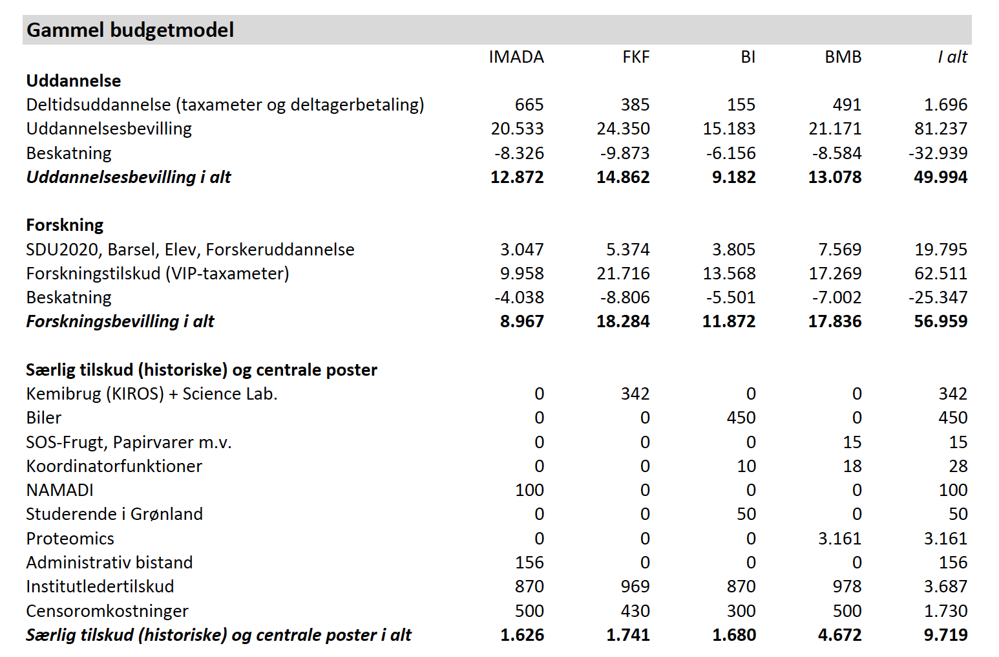 Gammel budgetmodel
IMADA FKF BI BMB I alt
Uddannelse
Deltidsuddannelse (taxameter og deltagerbetaling) 665 385 155 491 1.696
Uddannelsesbevilling 20.533 24.350 15.183 21.171 81.237
Beskatning -8.326 -9.873 -6.156 -8.584 -32.939
Uddannelsesbevilling i alt 12.872 14.862 9.182 13.078 49.994
Forskning
SDU2020, Barsel, Elev, Forskeruddannelse 3.047 5.374 3.805 7.569 19.795
Forskningstilskud (VIP-taxameter) 9.958 21.716 13.568 17.269 62.511
Beskatning -4.038 -8.806 -5.501 -7.002 -25.347
Forskningsbevilling i alt 8.967 18.284 11.872 17.836 56.959
Særlig tilskud (historiske) og centrale poster
Kemibrug (KIROS) + Science Lab. 0 342 0 0 342
Biler 0 0 450 0 450
SOS-Frugt, Papirvarer m.v. 0 0 0 15 15
Koordinatorfunktioner 0 0 10 18 28
NAMADI 100 0 0 0 100
Studerende i Grønland 0 0 50 0 50
Proteomics 0 0 0 3.161 3.161
Administrativ bistand 156 0 0 0 156
Institutledertilskud 870 969 870 978 3.687
Censoromkostninger 500 430 300 500 1.730
Særlig tilskud (historiske) og centrale poster i alt 1.626 1.741 1.680 4.672 9.719